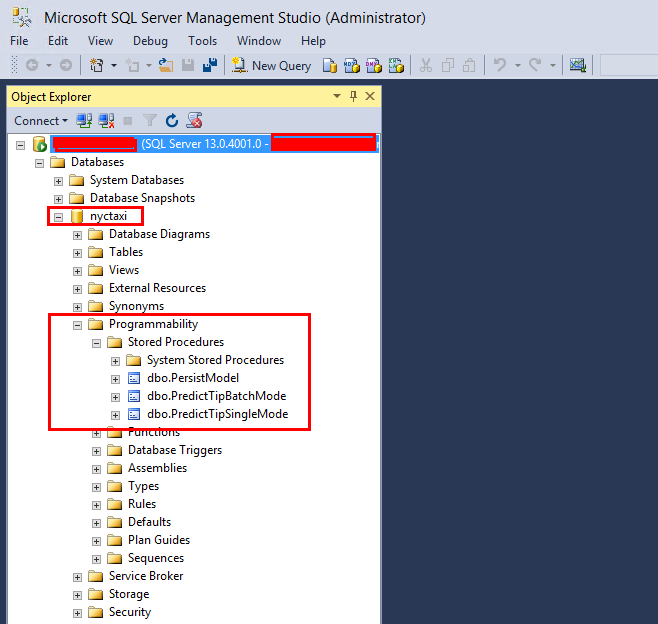 Microsoft SQL Server Management Studio (Administrator)
File Edit View Debug Tools Window Help
New Query
Object Explorer
Connect
(SQL Server 13.0.4001.0 -
Databases
System Databases
Database Snapshots
nyctaxi
Database Diagrams
Tables
Views
External Resources
Synonyms
Programmability
Stored Procedures
System Stored Procedures
dbo.PersistModel
dbo.PredictTipBatchMode
dbo.PredictTipSingleMode
Functions
Database Triggers
Assemblies
Types
Rules
Defaults
Plan Guides
Sequences
Service Broker
Storage
Security